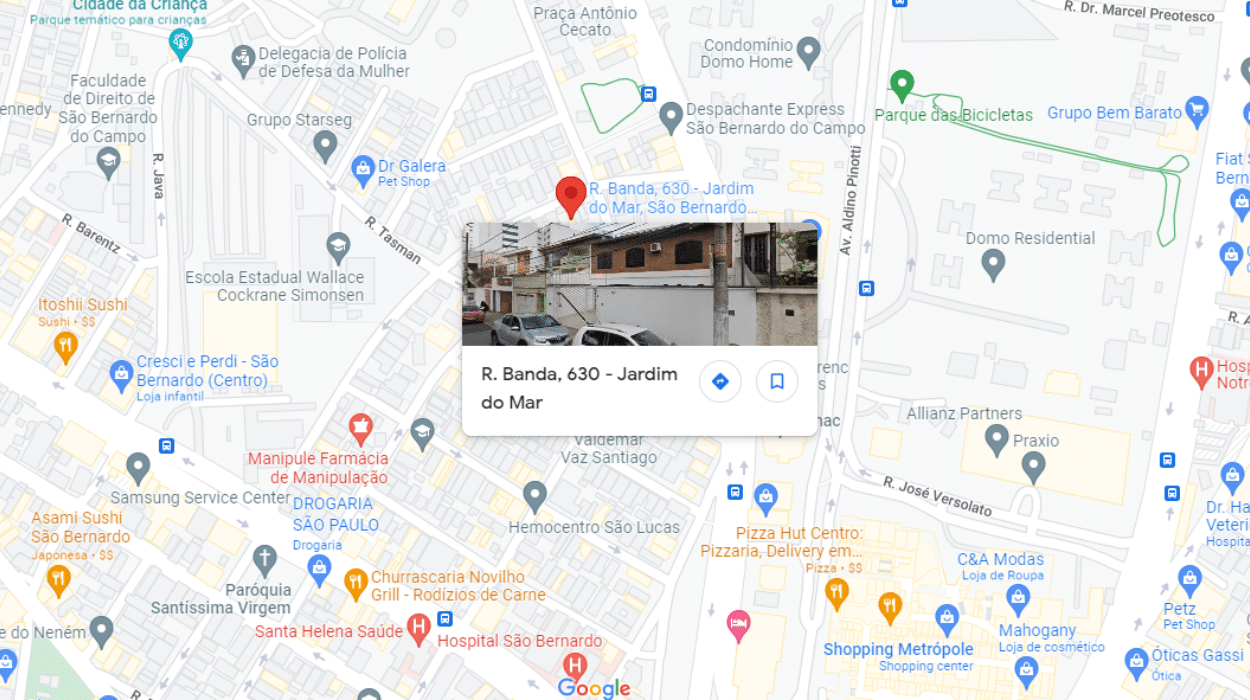 Cidade da Criança
Parque temático para crianças
Praça Antônio
Cecato
R. Dr. Marcel Preotesco
Delegacia de Polícia
de Defesa da Mulher
Condomínio
Domo Home
Faculdade
de Direito de
São Bernardo
do Campo
ennedy
Grupo Starseg
Despachante Express
São Bernardo do Campo
Parque das Bicicletas
Grupo Bem Barato
R. Java
Dr Galera
Pet Shop
R. Banda, 630 - Jardim
do Mar, São Bernardo...
Av. Aldino Pinotti
Fiat
Bern
R. Barentz
R. Tasman
Domo Residential
Escola Estadual Wallace
Cockrane Simonsen
Itoshii Sushi
Sushi • $$
R. A
Cresci e Perdi - São
Bernardo (Centro)
Loja infantil
R. Banda, 630 - Jardim
do Mar
renc
s
Hosp
Notr
Allianz Partners
Praxio
nac
Valdemar
Vaz Santiago
Manipule Farmácia
de Manipulação
Samsung Service Center
DROGARIA
SÃO PAULO
Drogaria
R. José Versolato
Hemocentro São Lucas
Asami Sushi
São Bernardo
Japonesa • $$
Pizza Hut Centro:
Pizzaria, Delivery em...
Pizza • $$
Dr. Ha
Veteri
Hospita
C&A Modas
Loja de Roupa
Paróquia
Santíssima Virgem
Churrascaria Novilho
Grill - Rodízios de Carne
Petz
Pet Shop
e do Neném
Santa Helena Saúde
Hospital São Bernardo
Mahogany
Loja de cosmético
Shopping Metrópole
Shopping center
Óticas Gassi
Ótica
Google